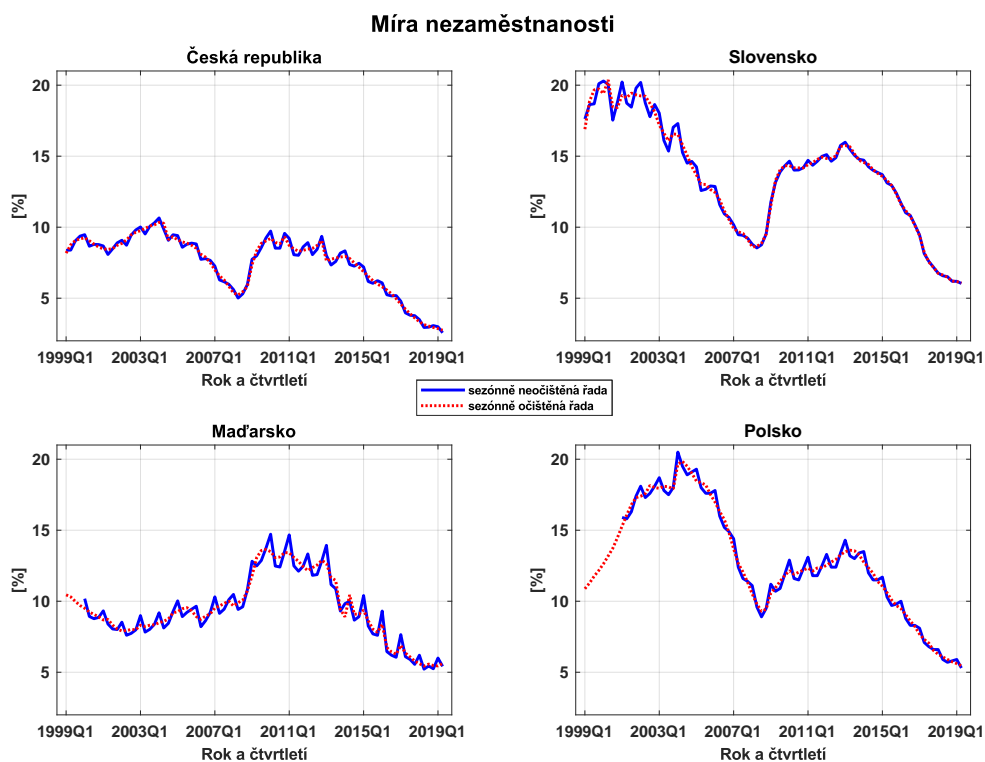 Míra nezaměstnanosti
Česká republika
20
15
10
5
[%]
1999Q1 2003Q1 2007Q1 2011Q1 2015Q1 2019Q1
Rok a čtvrtletí
Slovensko
20
15
10
5
[%]
1999Q1 2003Q1 2007Q1 2011Q1 2015Q1 2019Q1
Rok a čtvrtletí
sezónně neočištěná řada
sezónně očištěná řada
Maďarsko
20
15
10
5
[%]
1999Q1 2003Q1 2007Q1 2011Q1 2015Q1 2019Q1
Rok a čtvrtletí
Polsko
20
15
10
5
[%]
1999Q1 2003Q1 2007Q1 2011Q1 2015Q1 2019Q1
Rok a čtvrtletí